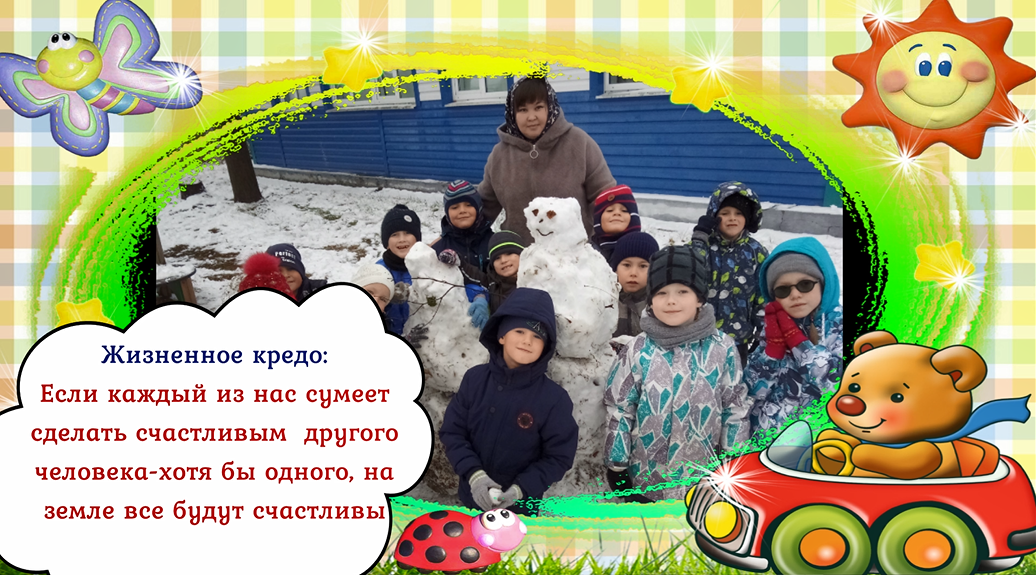 Жизненное кредо:
Если каждый из нас сумеет
сделать счастливым другого
человека-хотя бы одного, на
земле все будут счастливы